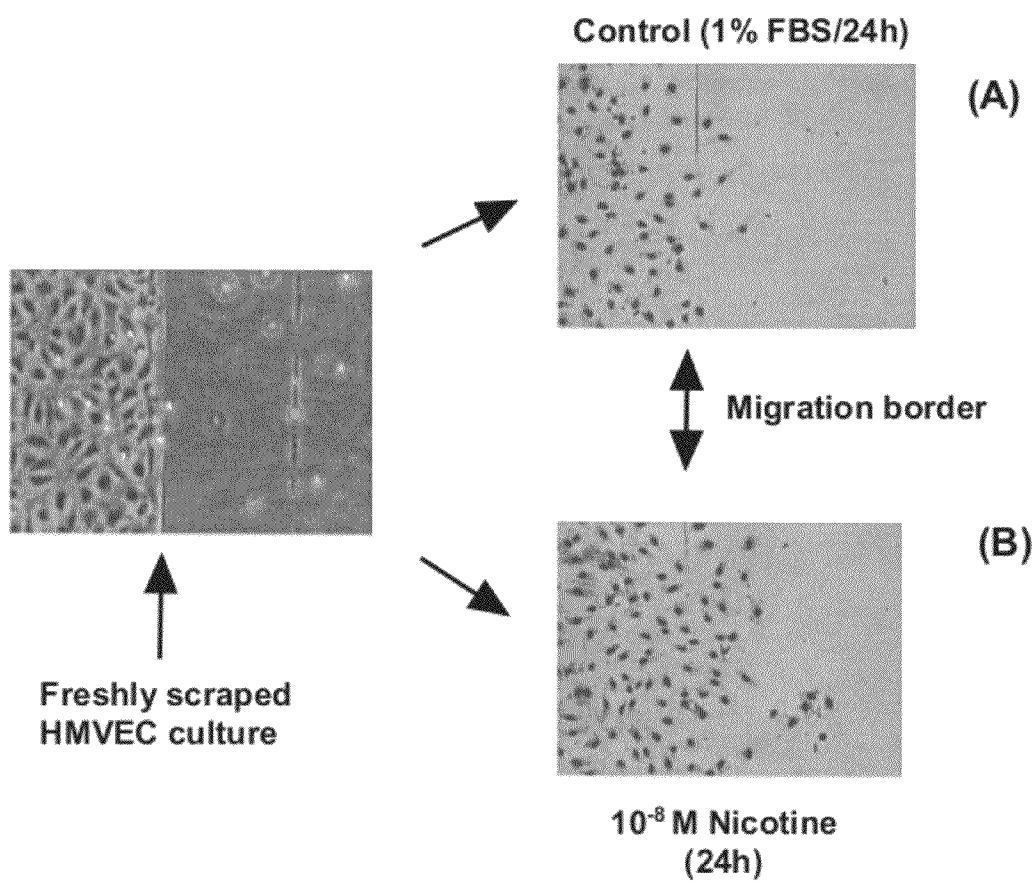 Control (1% FBS/24h)
(A)
Migration border
(B)
Freshly scraped
HMVEC culture
10⁻⁸ M Nicotine
(24h)